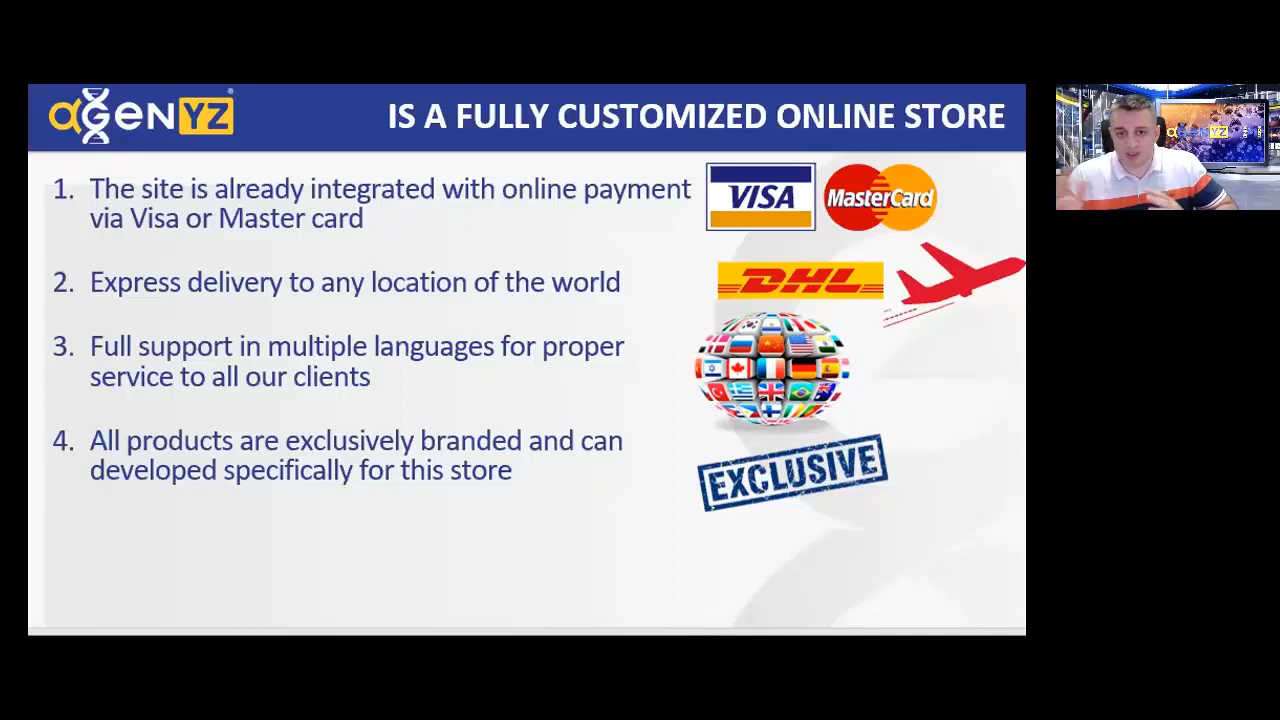 aGenYZ
IS A FULLY CUSTOMIZED ONLINE STORE
1. The site is already integrated with online payment
via Visa or Master card
VISA
MasterCard
2. Express delivery to any location of the world
DHL
3. Full support in multiple languages for proper
service to all our clients
4. All products are exclusively branded and can
developed specifically for this store
EXCLUSIVE
aGenYZ